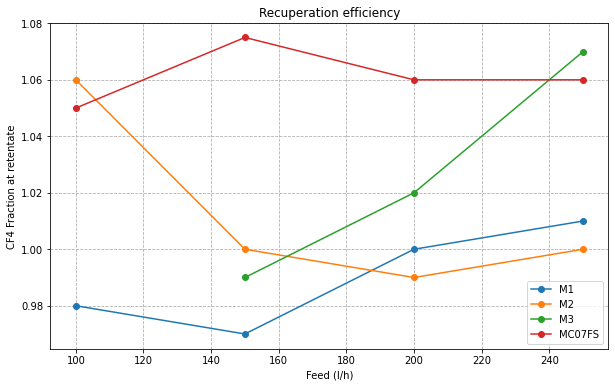 Recuperation efficiency
CF4 Fraction at retentate
1.08
1.06
1.04
1.02
1.00
0.98
100 120 140 160 180 200 220 240
Feed (l/h)
M1
M2
M3
MC07FS